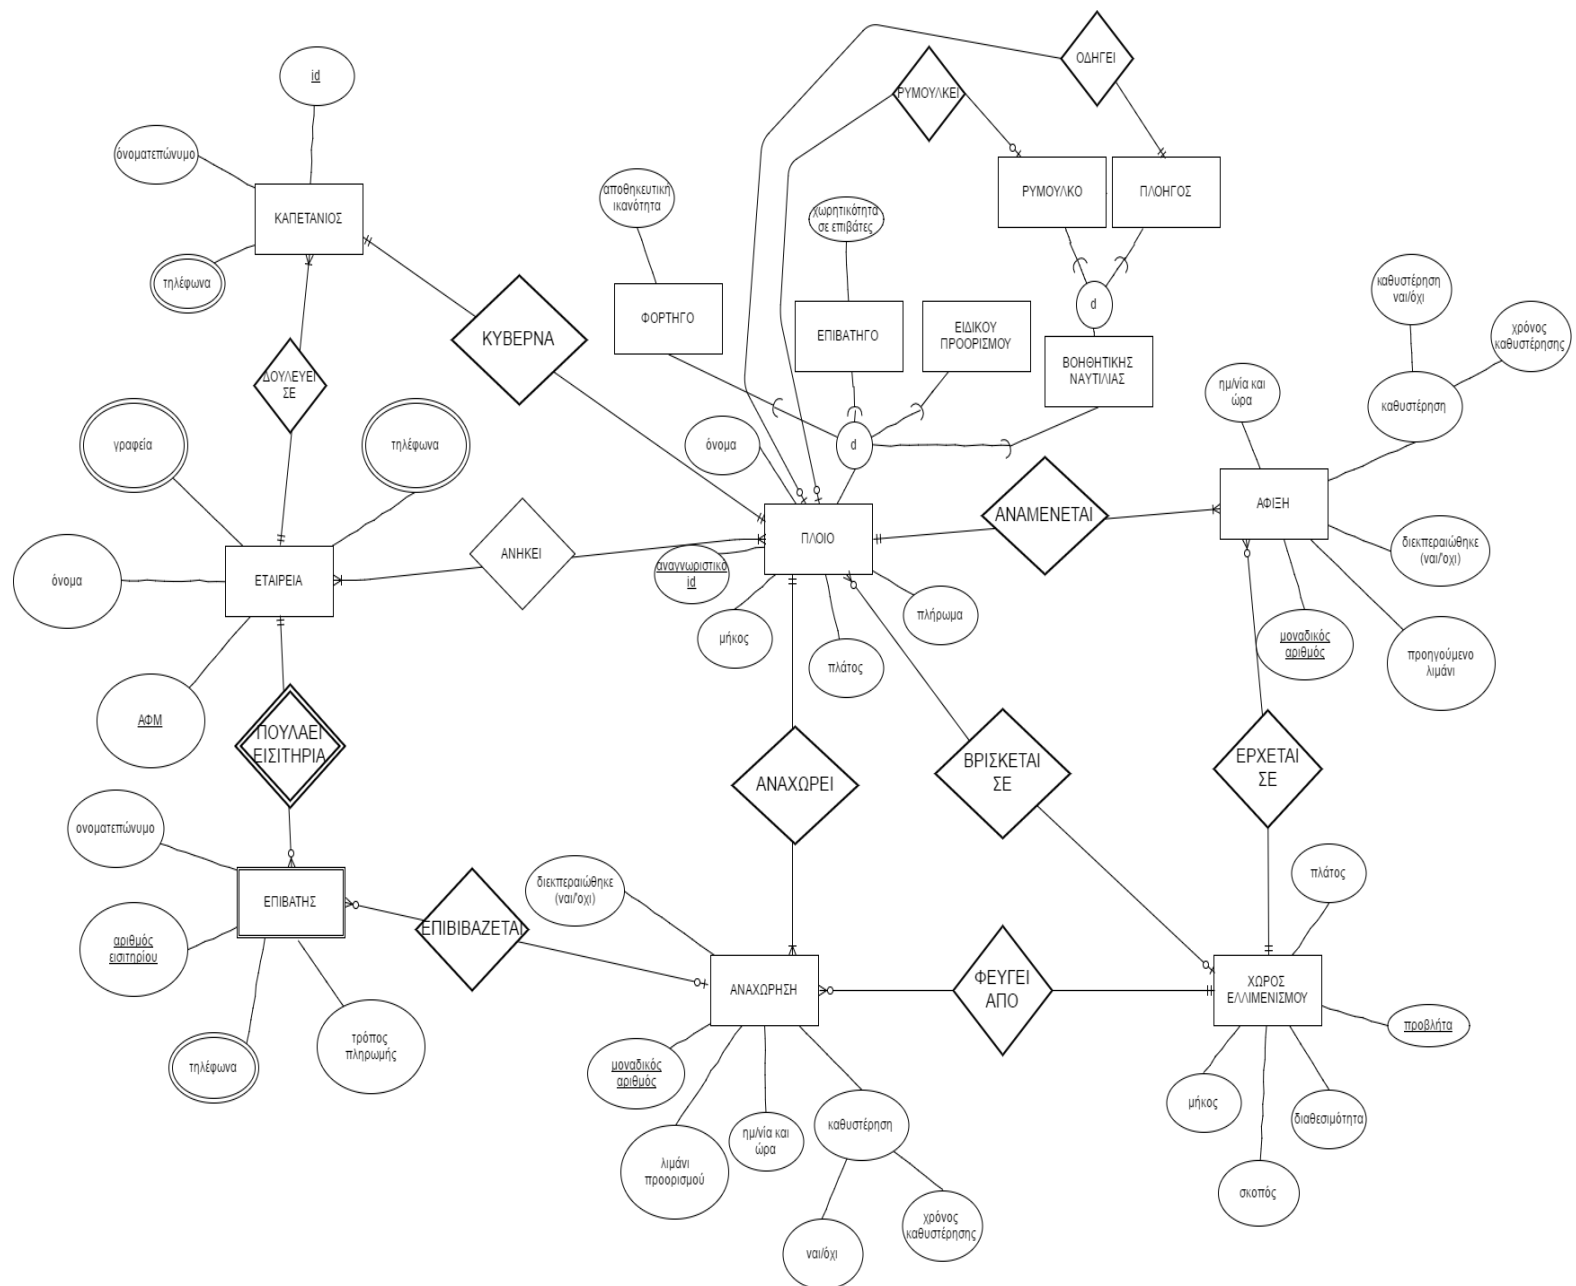 ΟΔΗΓΕΙ
id
ΡΥΜΟΥΛΚΕΙ
όνοματεπώνυμο
ΚΑΠΕΤΑΝΙΟΣ
αποθηκευτική
ικανότητα
χωρητικότητα
σε επιβάτες
ΡΥΜΟΥΛΚΟ
ΠΛΟΗΓΟΣ
τηλέφωνα
ΦΟΡΤΗΓΟ
ΕΠΙΒΑΤΗΓΟ
ΕΙΔΙΚΟΥ
ΠΡΟΟΡΙΣΜΟΥ
d
ΒΟΗΘΗΤΙΚΗΣ
ΝΑΥΤΙΛΙΑΣ
καθυστέρηση
ναι/όχι
χρόνος
καθυστέρησης
ΚΥΒΕΡΝΑ
ΔΟΥΛΕΥΕΙ
ΣΕ
ημ/νία και
ώρα
καθυστέρηση
γραφεία
τηλέφωνα
όνομα
d
ΑΝΑΜΕΝΕΤΑΙ
ΑΦΙΞΗ
ΠΛΟΙΟ
ΑΝΗΚΕΙ
διεκπεραιώθηκε
(ναι/'οχι)
όνομα
ΕΤΑΙΡΕΙΑ
αναγνωριστικό
id
μήκος
πλάτος
πλήρωμα
μοναδικός
αριθμός
προηγούμενο
λιμάνι
ΑΦΜ
ΠΟΥΛΑΕΙ
ΕΙΣΙΤΗΡΙΑ
ΑΝΑΧΩΡΕΙ
ΒΡΙΣΚΕΤΑΙ
ΣΕ
ΕΡΧΕΤΑΙ
ΣΕ
ονοματεπώνυμο
ΕΠΙΒΑΤΗΣ
διεκπεραιώθηκε
(ναι/'οχι)
πλάτος
αριθμός
εισιτηρίου
ΕΠΙΒΙΒΑΖΕΤΑΙ
ΑΝΑΧΩΡΗΣΗ
ΦΕΥΓΕΙ
ΑΠΟ
ΧΩΡΟΣ
ΕΛΛΙΜΕΝΙΣΜΟΥ
προβλήτα
τηλέφωνα
τρόπος
πληρωμής
μοναδικός
αριθμός
λιμάνι
προορισμού
ημ/νία και
ώρα
καθυστέρηση
μήκος
διαθεσιμότητα
σκοπός
ναι/όχι
χρόνος
καθυστέρησης